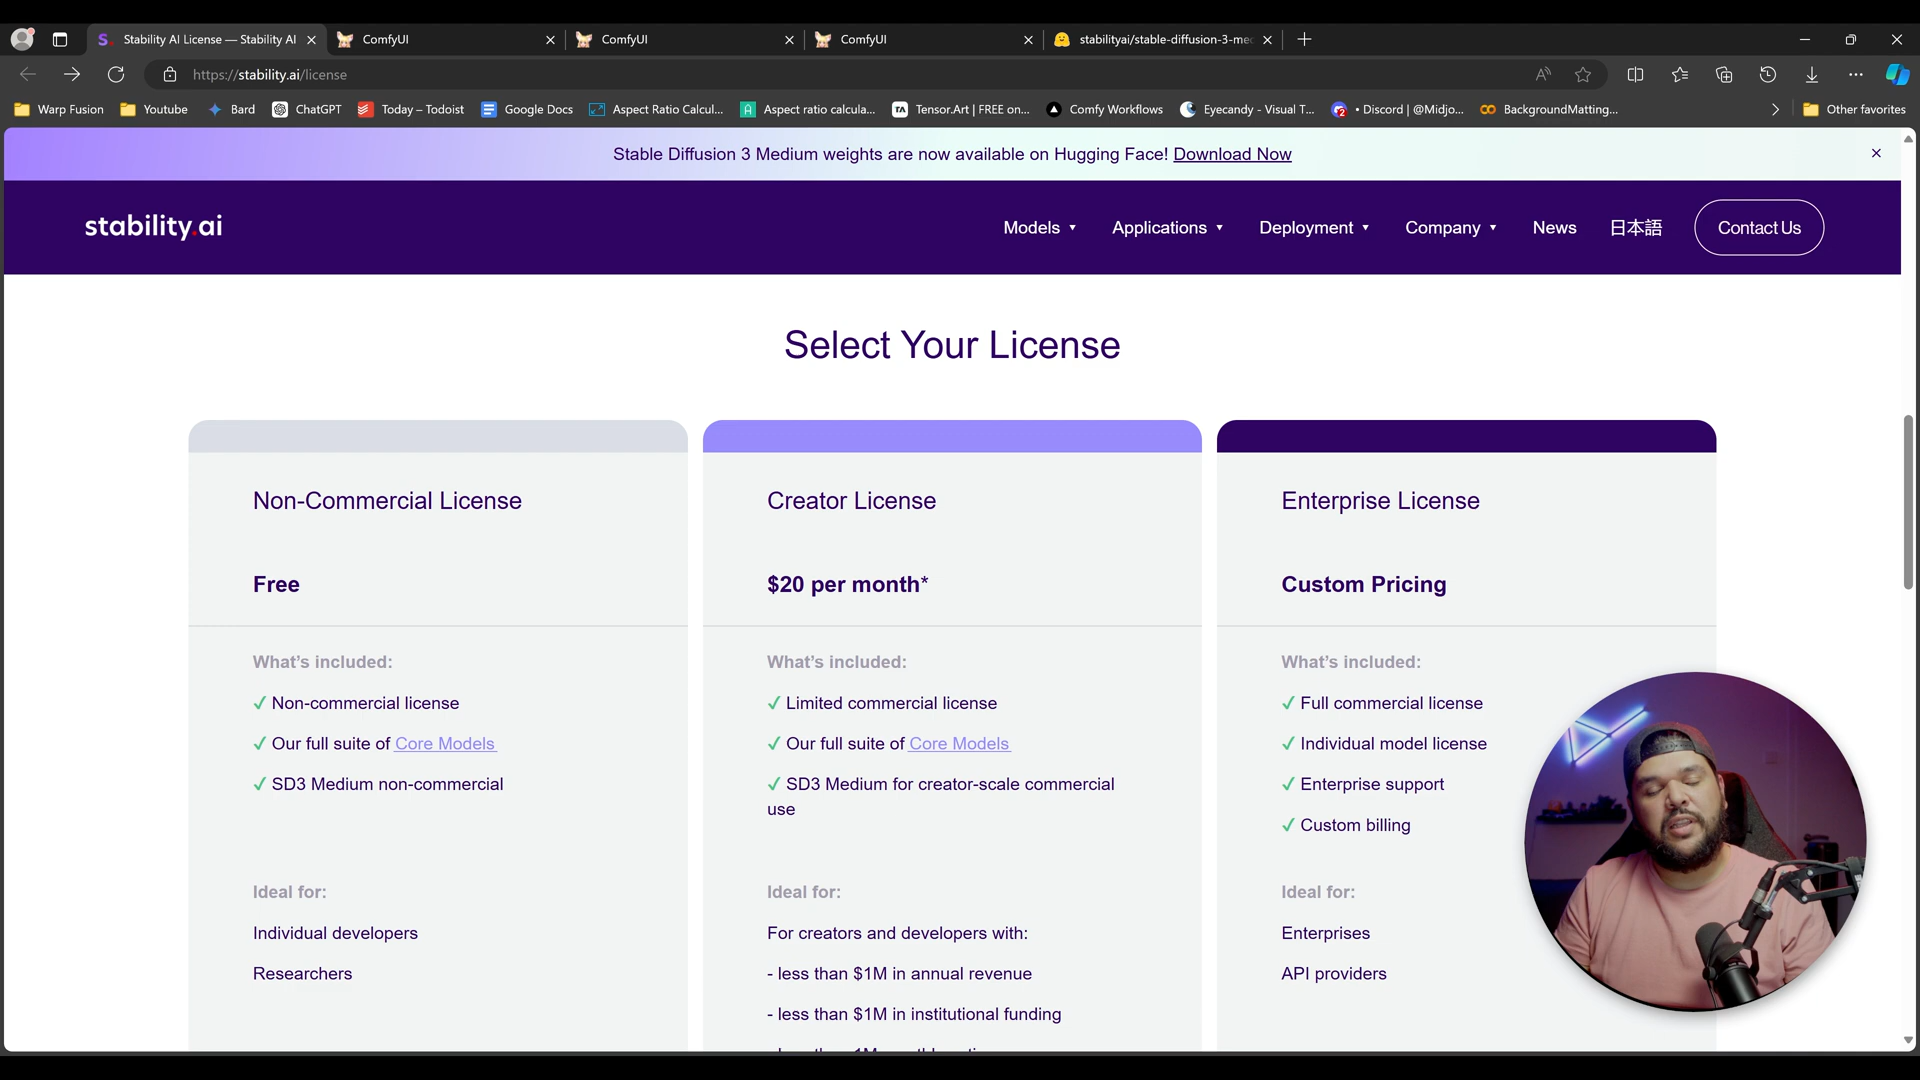 Stability AI License — Stability AI
ComfyUI
ComfyUI
ComfyUI
stabilityai/stable-diffusion-3-me
https://stability.ai/license
Warp Fusion
Youtube
Bard
ChatGPT
Today – Todoist
Google Docs
Aspect Ratio Calcul...
Aspect ratio calcula...
Tensor.Art | FREE on...
Comfy Workflows
Eyecandy - Visual T...
• Discord | @Midjo...
BackgroundMatting...
Other favorites
Stable Diffusion 3 Medium weights are now available on Hugging Face! Download Now
stability.ai
Models
Applications
Deployment
Company
News
日本語
Contact Us
Select Your License
Non-Commercial License
Free
What’s included:
✓ Non-commercial license
✓ Our full suite of Core Models
✓ SD3 Medium non-commercial
Ideal for:
Individual developers
Researchers
Creator License
$20 per month*
What’s included:
✓ Limited commercial license
✓ Our full suite of Core Models
✓ SD3 Medium for creator-scale commercial
use
Ideal for:
For creators and developers with:
- less than $1M in annual revenue
- less than $1M in institutional funding
Enterprise License
Custom Pricing
What’s included:
✓ Full commercial license
✓ Individual model license
✓ Enterprise support
✓ Custom billing
Ideal for:
Enterprises
API providers